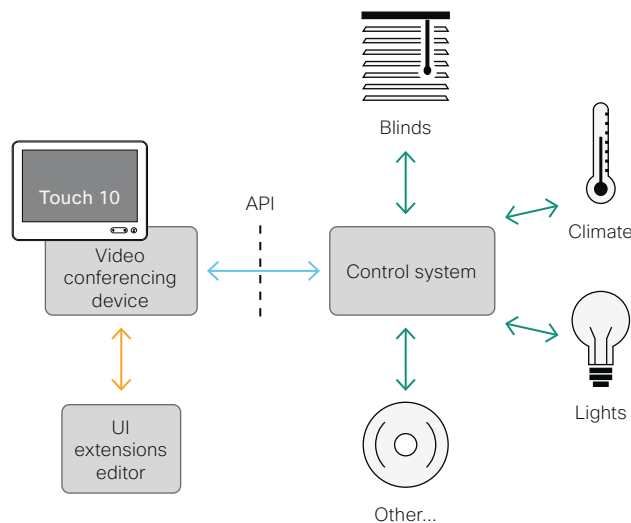 Blinds
Touch 10
API
Climate
Video
conferencing
device
Control system
Lights
UI
extensions
editor
Other...